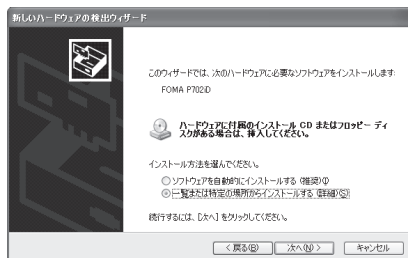 新しいハードウェアの検出ウィザード
このウィザードでは、次のハードウェアに必要なソフトウェアをインストールします:
FOMA P702iD
ハードウェアに付属のインストール CD またはフロッピー ディ
スクがある場合は、挿入してください。
インストール方法を選んでください。
ソフトウェアを自動的にインストールする (推奨)(I)
一覧または特定の場所からインストールする (詳細)(S)
続行するには、[次へ] をクリックしてください。
< 戻る(B)
次へ(N) >
キャンセル